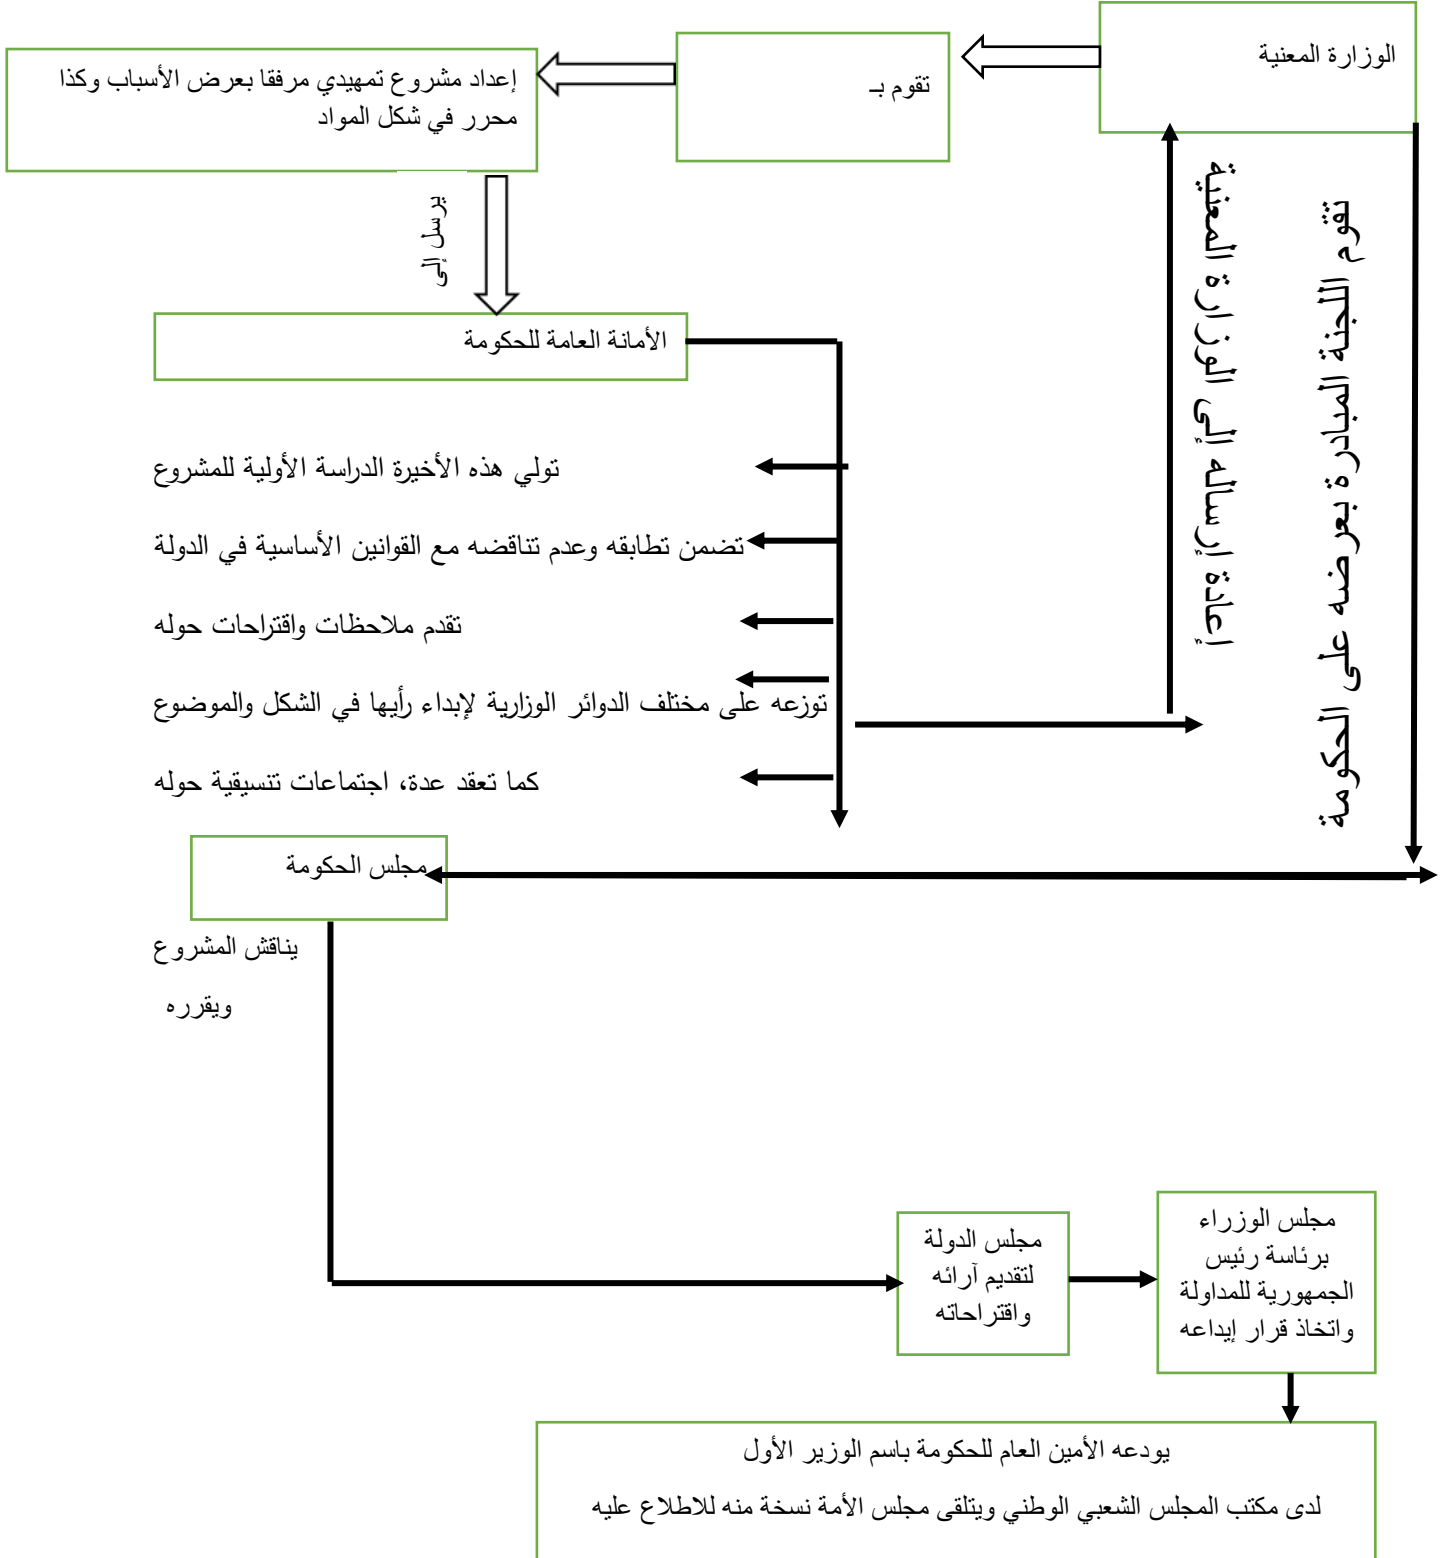 الوزارة المعنية
تقوم بـ
إعداد مشروع تمهيدي مرفقا بعرض الأسباب وكذا
محرر في شكل المواد
يرسل إلى
الأمانة العامة للحكومة
تولي هذه الأخيرة الدراسة الأولية للمشروع
تضمن تطابقه وعدم تناقضه مع القوانين الأساسية في الدولة
تقدم ملاحظات واقتراحات حوله
توزعه على مختلف الدوائر الوزارية لإبداء رأيها في الشكل والموضوع
كما تعقد عدة، اجتماعات تنسيقية حوله
إعادة إرساله إلى الوزارة المعنية
تقوم اللجنة المبادرة بعرضه على الحكومة
مجلس الحكومة
يناقش المشروع
ويقرره
مجلس الدولة
لتقديم آرائه
واقتراحاته
مجلس الوزراء
برئاسة رئيس
الجمهورية للمداولة
واتخاذ قرار إيداعه
يودعه الأمين العام للحكومة باسم الوزير الأول
لدى مكتب المجلس الشعبي الوطني ويتلقى مجلس الأمة نسخة منه للاطلاع عليه